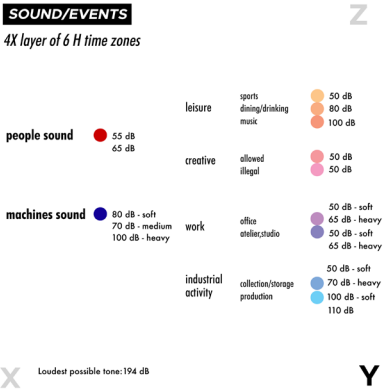 SOUND/EVENTS
Z
4X layer of 6 H time zones
leisure
sports
dining/drinking
music
50 dB
80 dB
100 dB
people sound
55 dB
65 dB
creative
allowed
illegal
50 dB
50 dB
machines sound
80 dB - soft
70 dB - medium
100 dB - heavy
work
office
atelier,studio
50 dB - soft
65 dB - heavy
50 dB - soft
65 dB - heavy
industrial
activity
collection/storage
production
50 dB - soft
70 dB - heavy
100 dB - soft
110 dB
X
Loudest possible tone:194 dB
Y